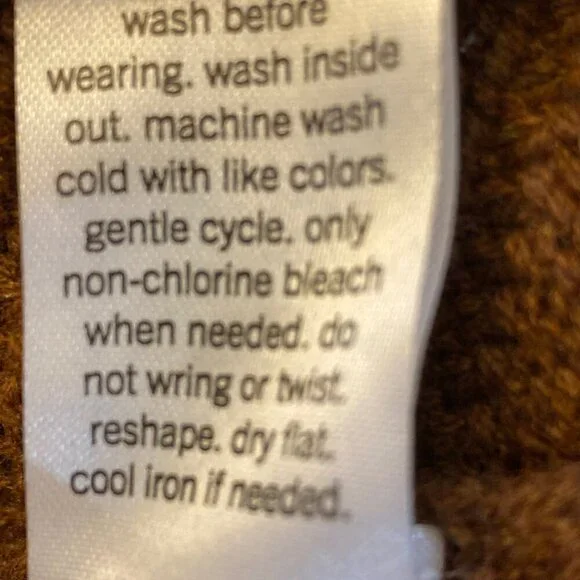 wash before
wearing. wash inside
out. machine wash
cold with like colors.
gentle cycle. only
non-chlorine bleach
when needed. do
not wring or twist.
reshape. dry flat.
cool iron if needed.